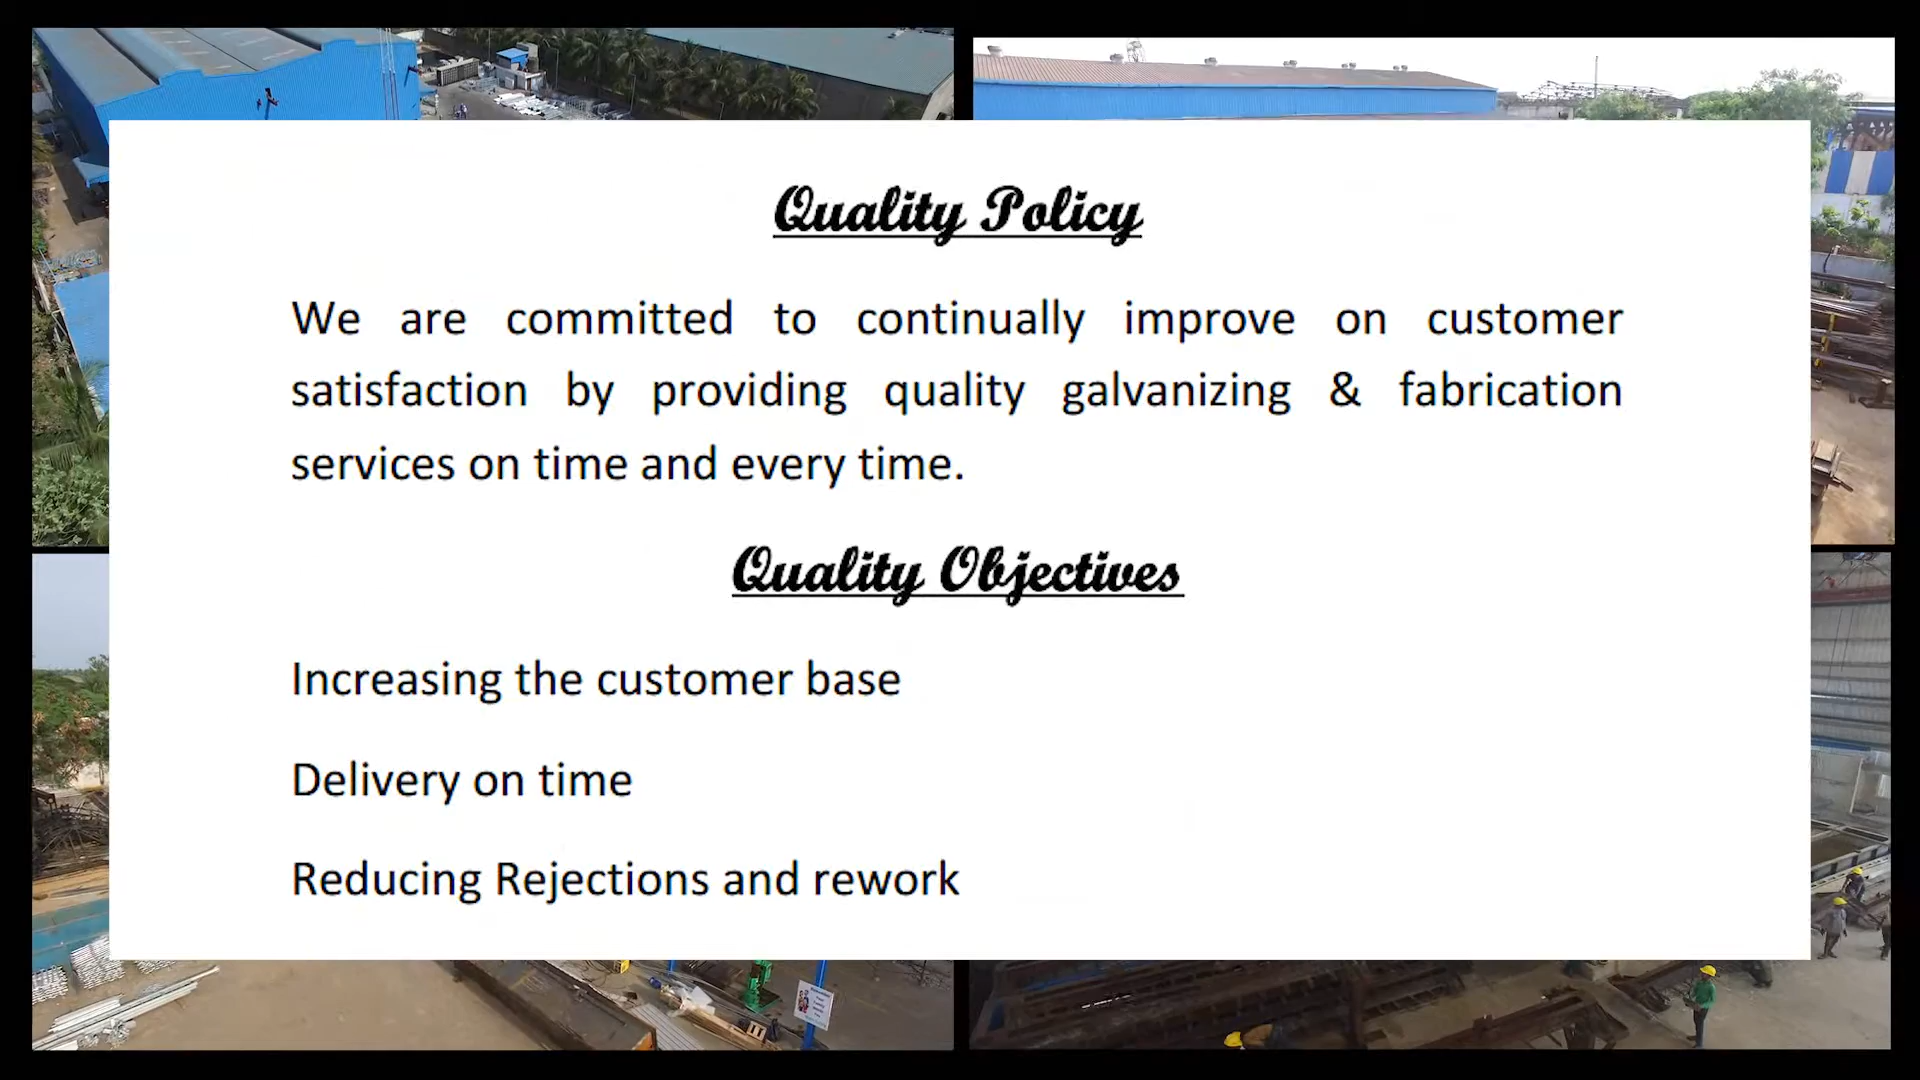 Quality Policy
We are committed to continually improve on customer
satisfaction by providing quality galvanizing & fabrication
services on time and every time.
Quality Objectives
Increasing the customer base
Delivery on time
Reducing Rejections and rework